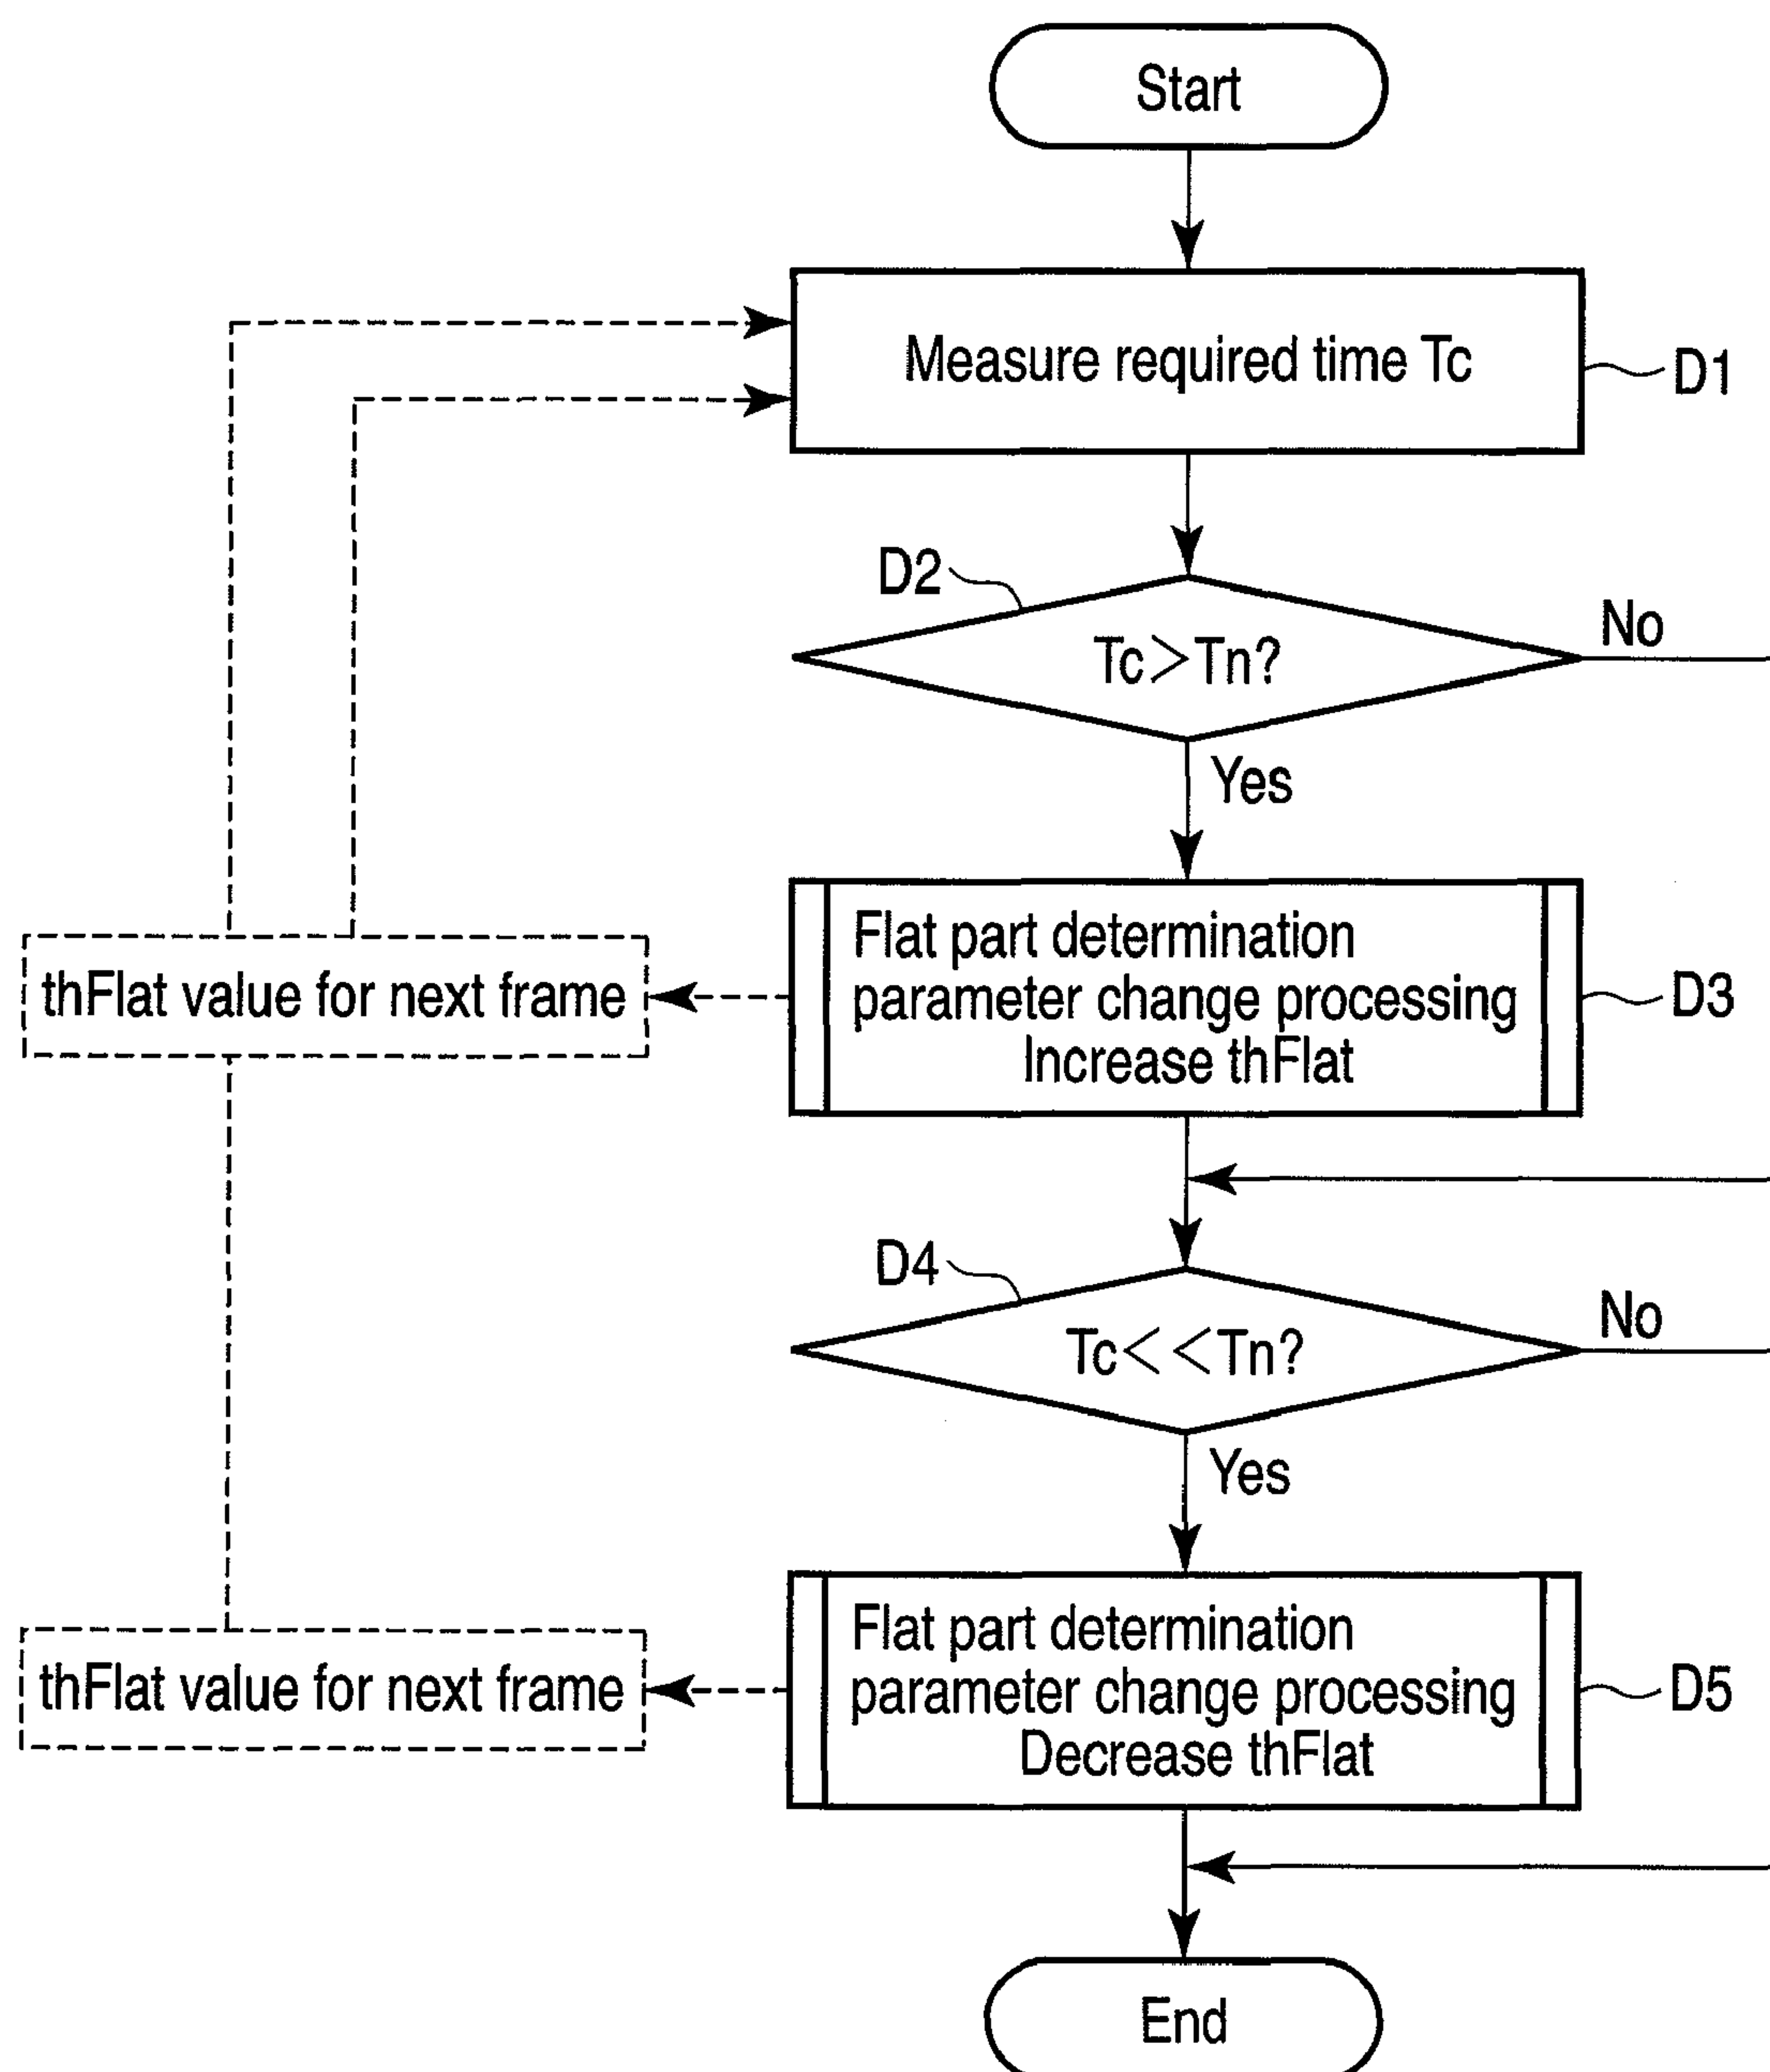 Start
Measure required time Tc
D1
D2
Tc>Tn?
No
Yes
Flat part determination
parameter change processing
Increase thFlat
D3
thFlat value for next frame
D4
Tc<<Tn?
No
Yes
Flat part determination
parameter change processing
Decrease thFlat
D5
thFlat value for next frame
End